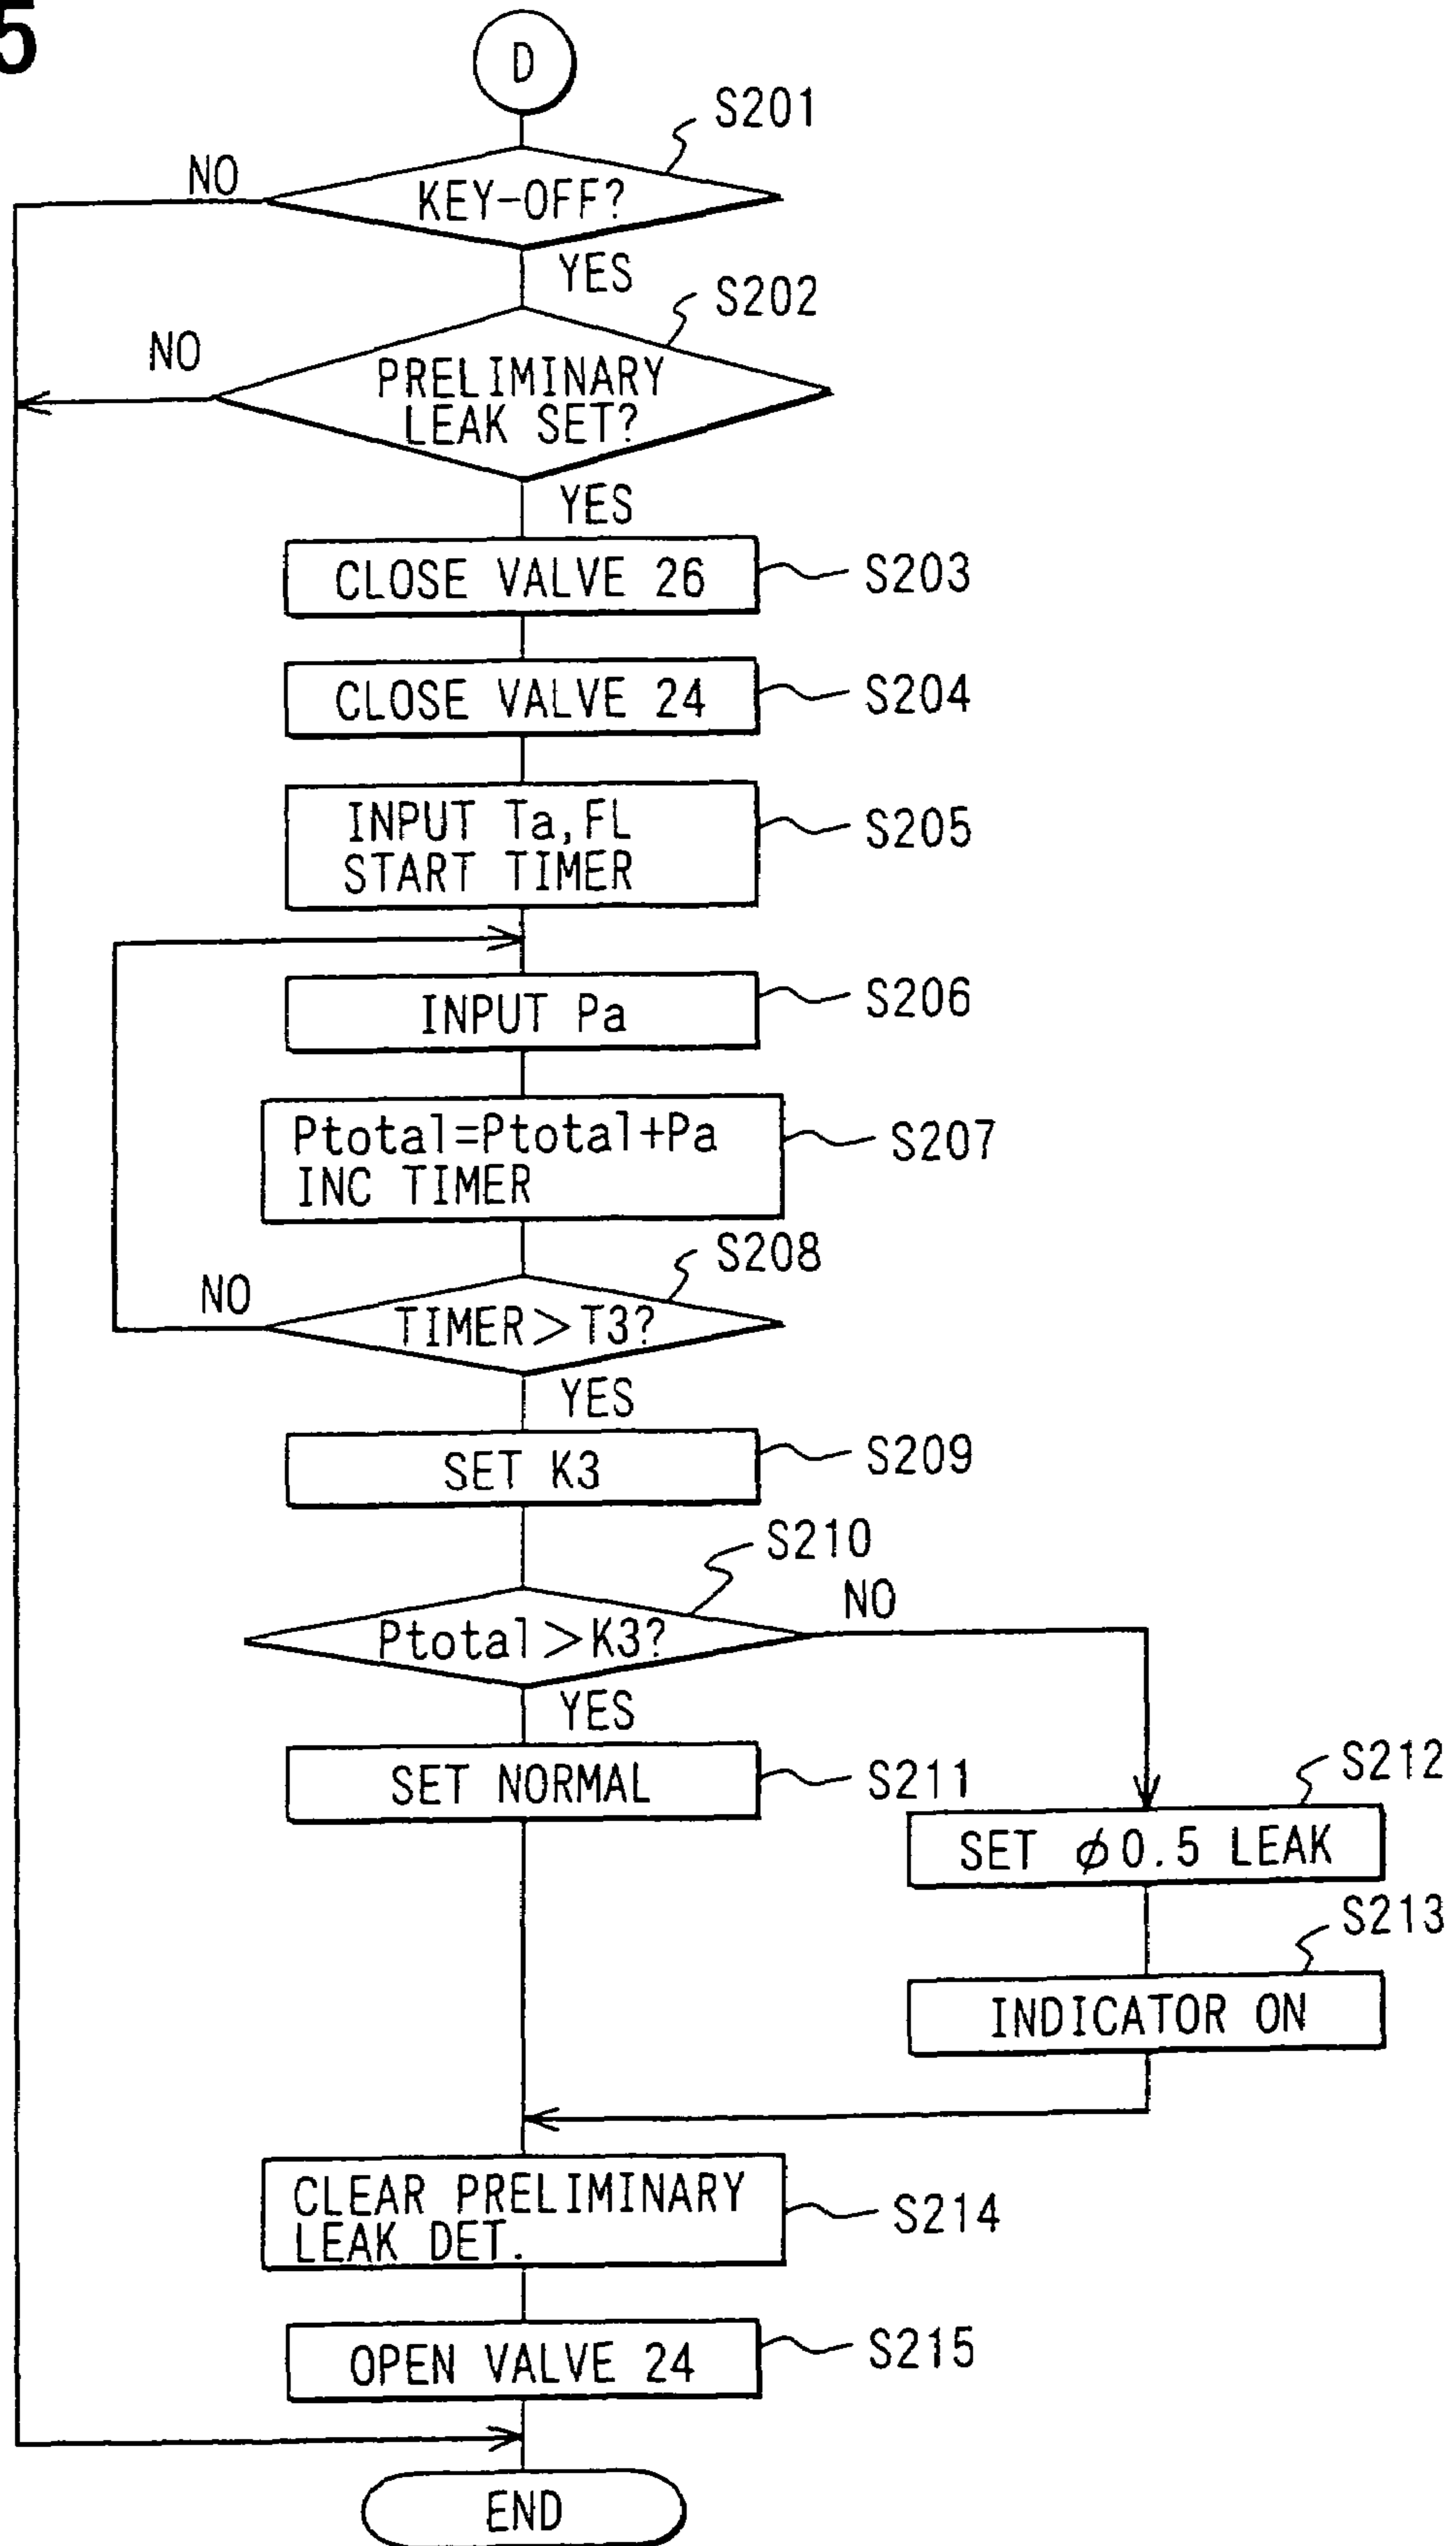 5
D
S201
NO
KEY-OFF?
YES
S202
NO
PRELIMINARY
LEAK SET?
YES
CLOSE VALVE 26
S203
CLOSE VALVE 24
S204
INPUT Ta,FL
START TIMER
S205
INPUT Pa
S206
Ptotal=Ptotal+Pa
INC TIMER
S207
S208
NO
TIMER>T3?
YES
SET K3
S209
S210
NO
Ptotal>K3?
YES
SET NORMAL
S211
S212
SET ϕ0.5 LEAK
S213
INDICATOR ON
CLEAR PRELIMINARY
LEAK DET.
S214
OPEN VALVE 24
S215
END